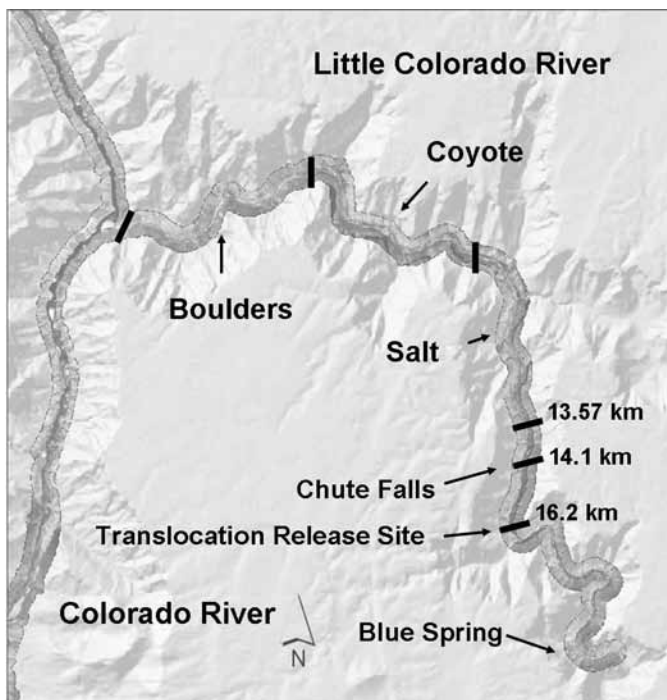 Little Colorado River
Coyote
Boulders
Salt
13.57 km
14.1 km
Chute Falls
16.2 km
Translocation Release Site
Colorado River
N
Blue Spring